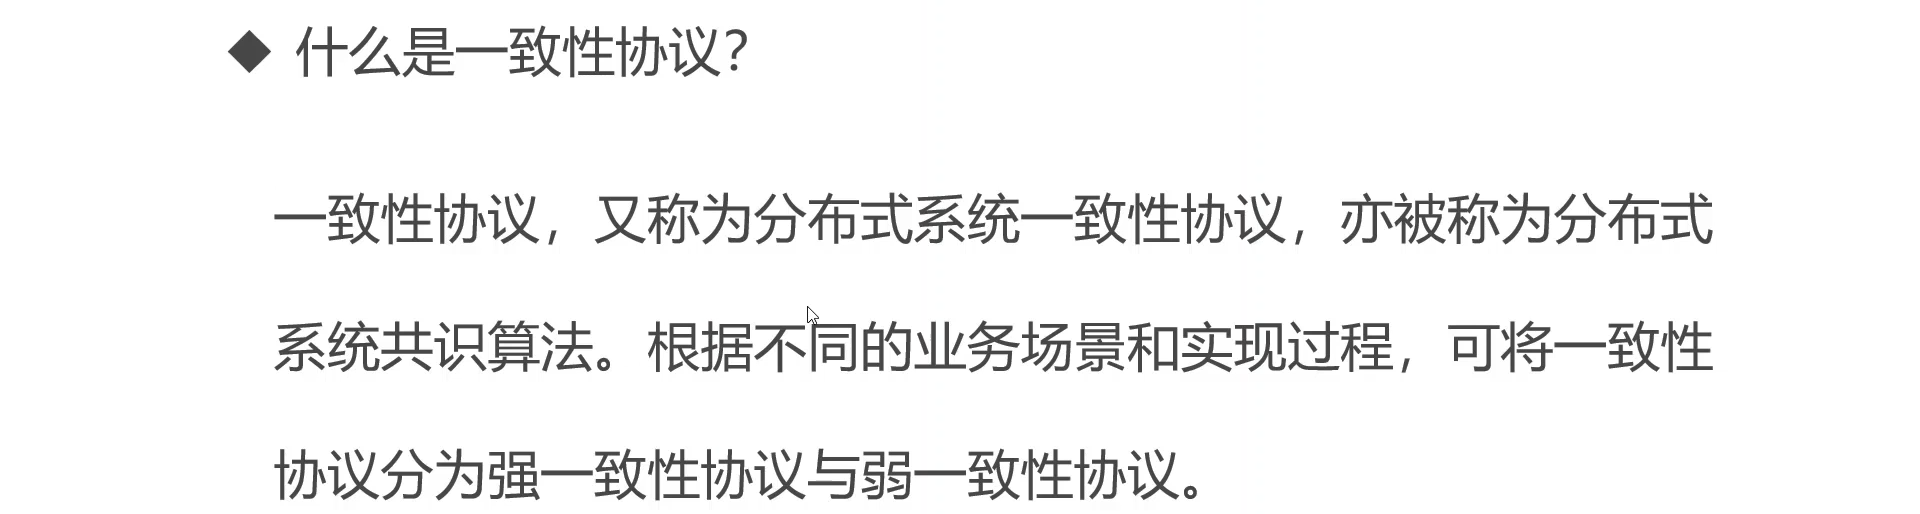 ◆ 什么是一致性协议？
一致性协议，又称为分布式系统一致性协议，亦被称为分布式
系统共识算法。根据不同的业务场景和实现过程，可将一致性
协议分为强一致性协议与弱一致性协议。